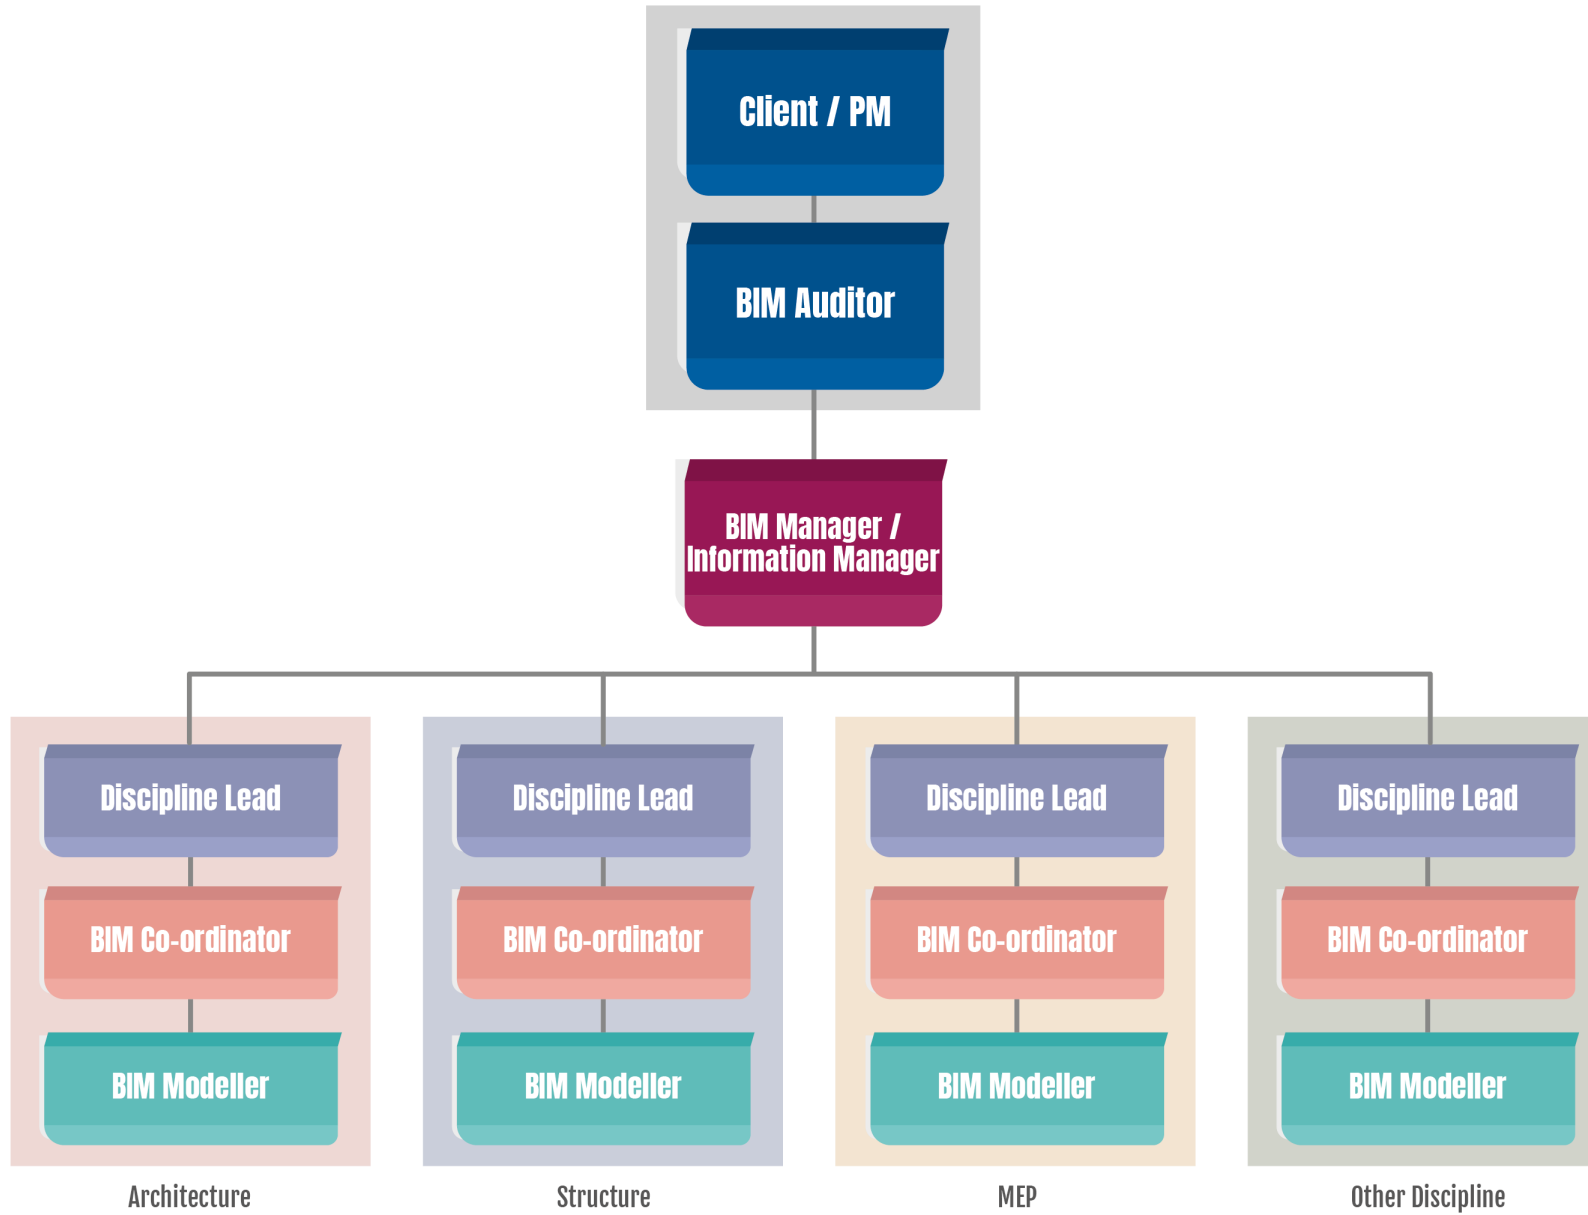 Client / PM
BIM Auditor
BIM Manager /
Information Manager
Discipline Lead
Discipline Lead
Discipline Lead
Discipline Lead
BIM Co-ordinator
BIM Co-ordinator
BIM Co-ordinator
BIM Co-ordinator
BIM Modeller
BIM Modeller
BIM Modeller
BIM Modeller
Architecture
Structure
MEP
Other Discipline